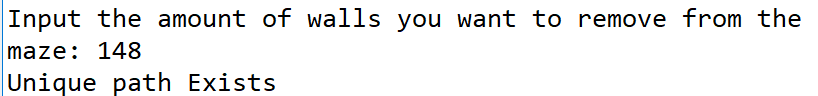 Input the amount of walls you want to remove from the
maze: 148
Unique path Exists